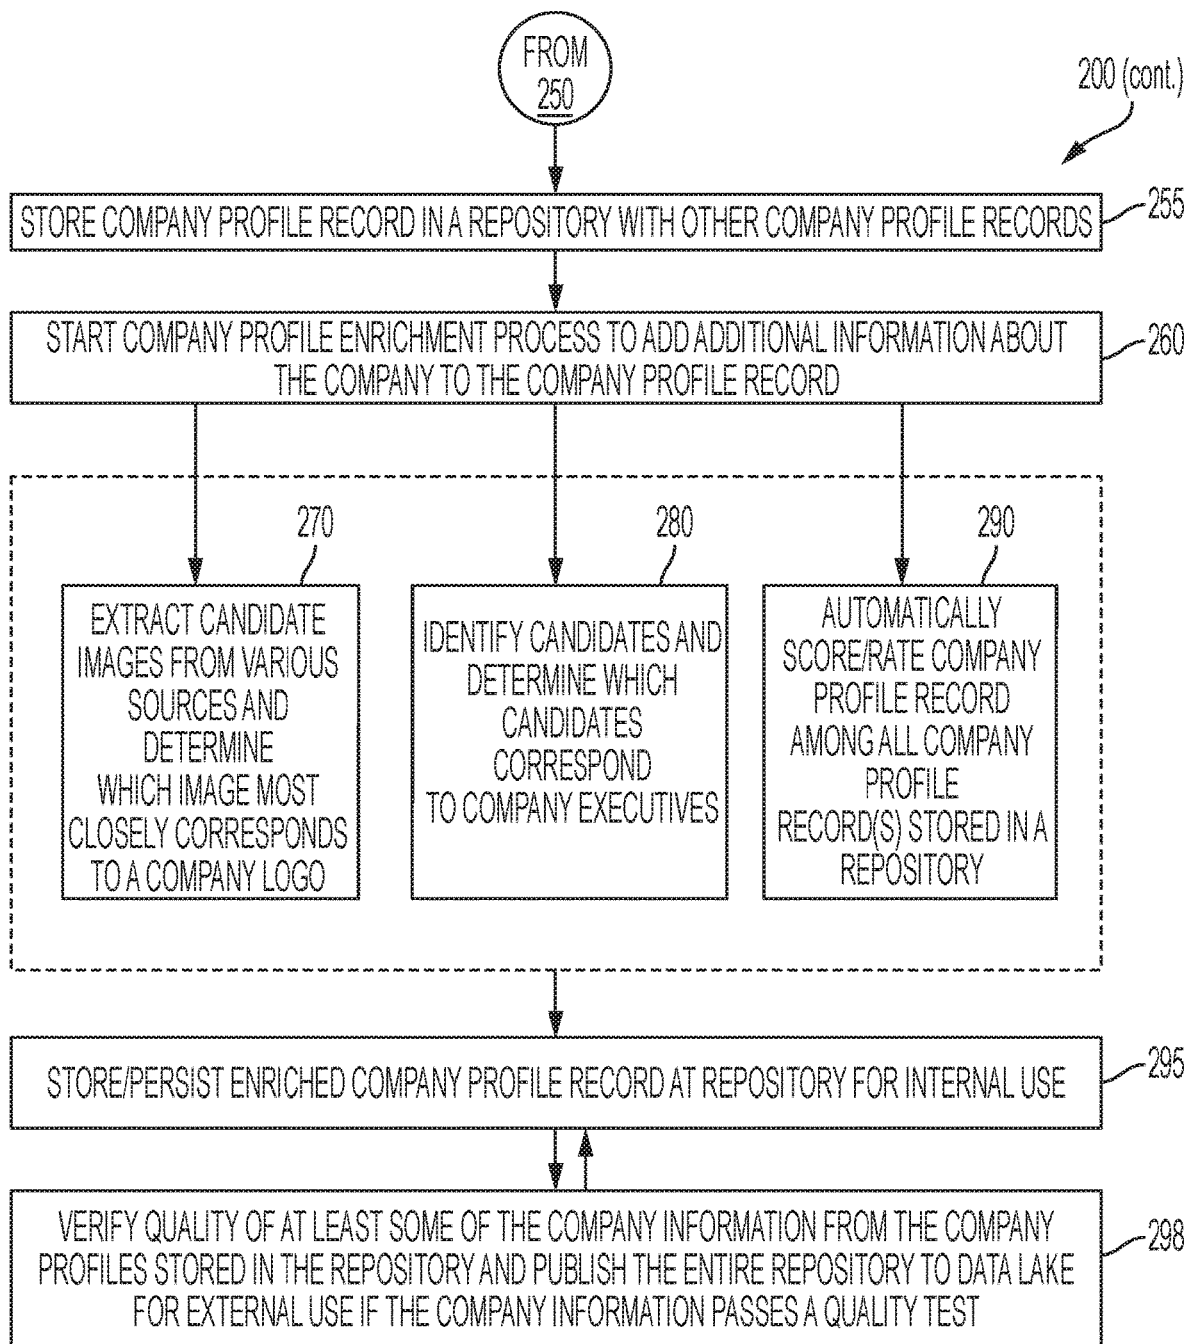 FROM
250
200 (cont.)
STORE COMPANY PROFILE RECORD IN A REPOSITORY WITH OTHER COMPANY PROFILE RECORDS
255
START COMPANY PROFILE ENRICHMENT PROCESS TO ADD ADDITIONAL INFORMATION ABOUT
THE COMPANY TO THE COMPANY PROFILE RECORD
260
270
EXTRACT CANDIDATE
IMAGES FROM VARIOUS
SOURCES AND
DETERMINE
WHICH IMAGE MOST
CLOSELY CORRESPONDS
TO A COMPANY LOGO
280
IDENTIFY CANDIDATES AND
DETERMINE WHICH
CANDIDATES
CORRESPOND
TO COMPANY EXECUTIVES
290
AUTOMATICALLY
SCORE/RATE COMPANY
PROFILE RECORD
AMONG ALL COMPANY
PROFILE
RECORD(S) STORED IN A
REPOSITORY
STORE/PERSIST ENRICHED COMPANY PROFILE RECORD AT REPOSITORY FOR INTERNAL USE
295
VERIFY QUALITY OF AT LEAST SOME OF THE COMPANY INFORMATION FROM THE COMPANY
PROFILES STORED IN THE REPOSITORY AND PUBLISH THE ENTIRE REPOSITORY TO DATA LAKE
FOR EXTERNAL USE IF THE COMPANY INFORMATION PASSES A QUALITY TEST
298